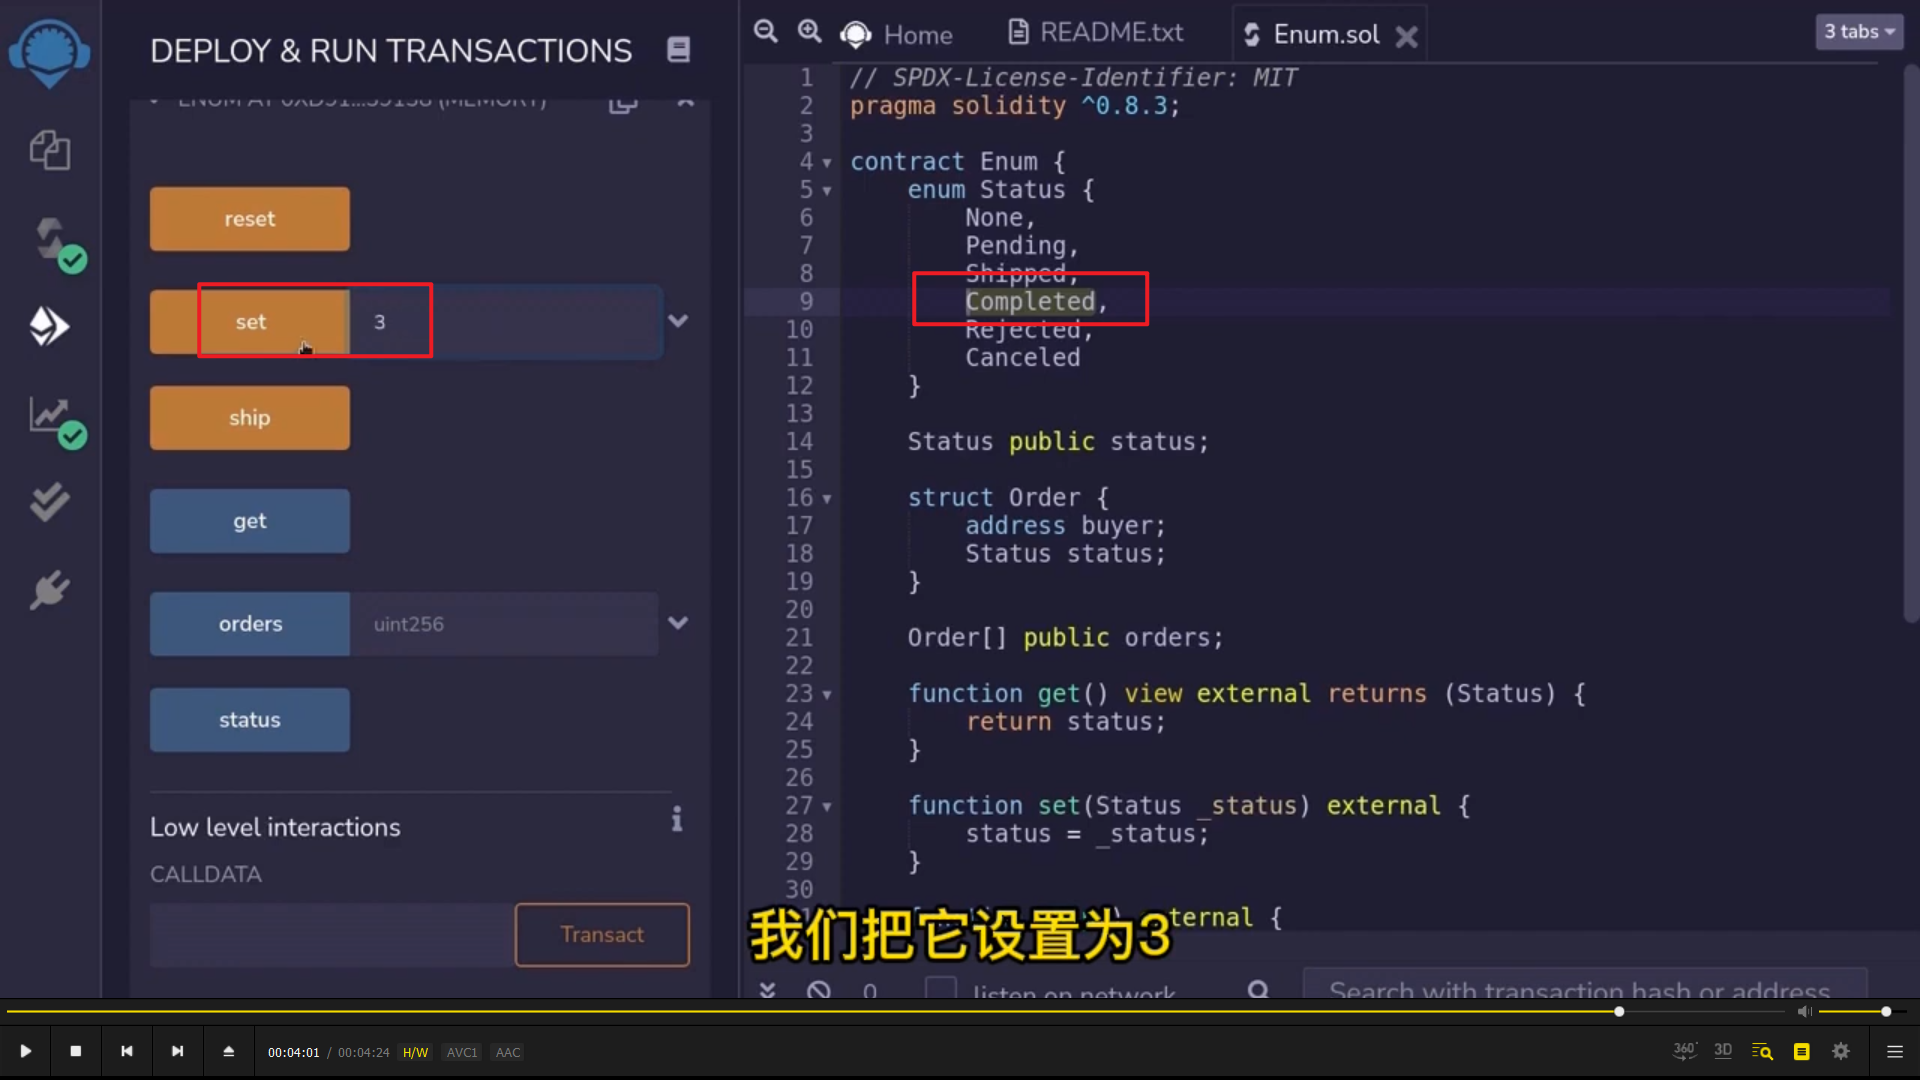 DEPLOY & RUN TRANSACTIONS
reset
set 3
ship
get
orders uint256
status
Low level interactions
CALLDATA
Transact
Home README.txt Enum.sol 3 tabs
1 // SPDX-License-Identifier: MIT
2 pragma solidity ^0.8.3;
3
4 contract Enum {
5 enum Status {
6 None,
7 Pending,
8 Shipped,
9 Completed,
10 Rejected,
11 Canceled
12 }
13
14 Status public status;
15
16 struct Order {
17 address buyer;
18 Status status;
19 }
20
21 Order[] public orders;
22
23 function get() view external returns (Status) {
24 return status;
25 }
26
27 function set(Status _status) external {
28 status = _status;
29 }
30
) external {
我们把它设置为3
0 listen on network Search with transaction hash or address
00:04:01 / 00:04:24 H/W AVC1 AAC
360° 3D